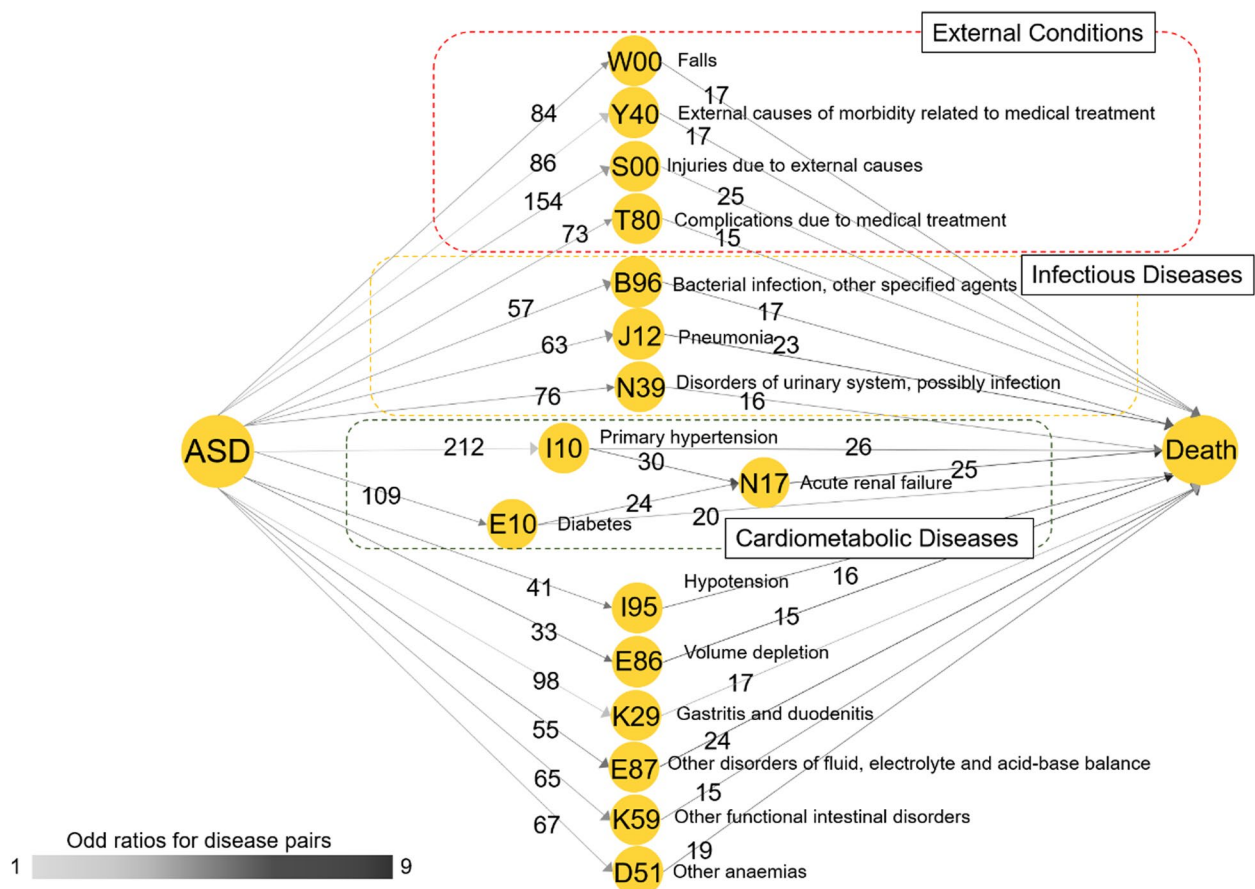 External Conditions
W00 Falls
17
84
Y40 External causes of morbidity related to medical treatment
17
86
S00 Injuries due to external causes
154
25
T80 Complications due to medical treatment
73
15
Infectious Diseases
B96 Bacterial infection, other specified agents
57
17
J12 Pneumonia
63
23
N39 Disorders of urinary system, possibly infection
76
16
ASD
Death
212
I10 Primary hypertension
26
30
N17 Acute renal failure
25
109
24
E10 Diabetes
20
Cardiometabolic Diseases
Hypotension
16
41
I95
15
33
E86 Volume depletion
98
17
K29 Gastritis and duodenitis
55
24
E87 Other disorders of fluid, electrolyte and acid-base balance
65
15
K59 Other functional intestinal disorders
67
19
D51 Other anaemias
Odd ratios for disease pairs
1 9